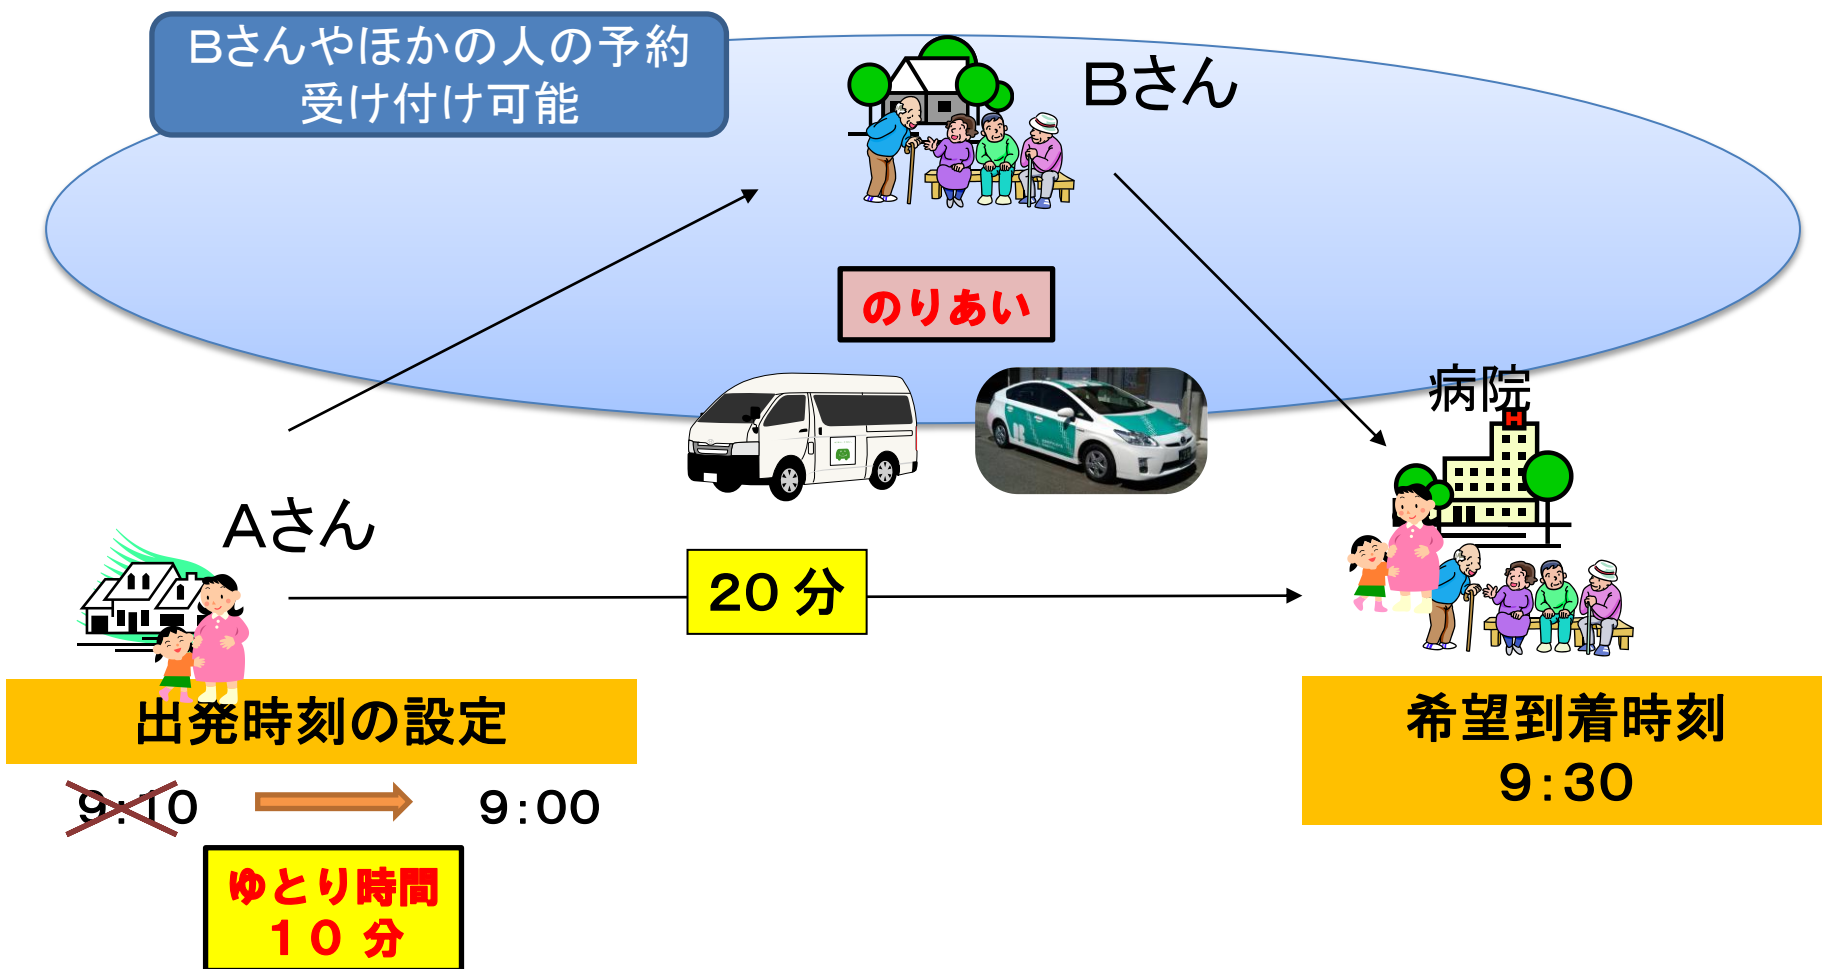 Bさんやほかの人の予約
受け付け可能
Bさん
のりあい
病院
H
Aさん
20分
出発時刻の設定
希望到着時刻
9:30
9:10
9:00
ゆとり時間
10 分